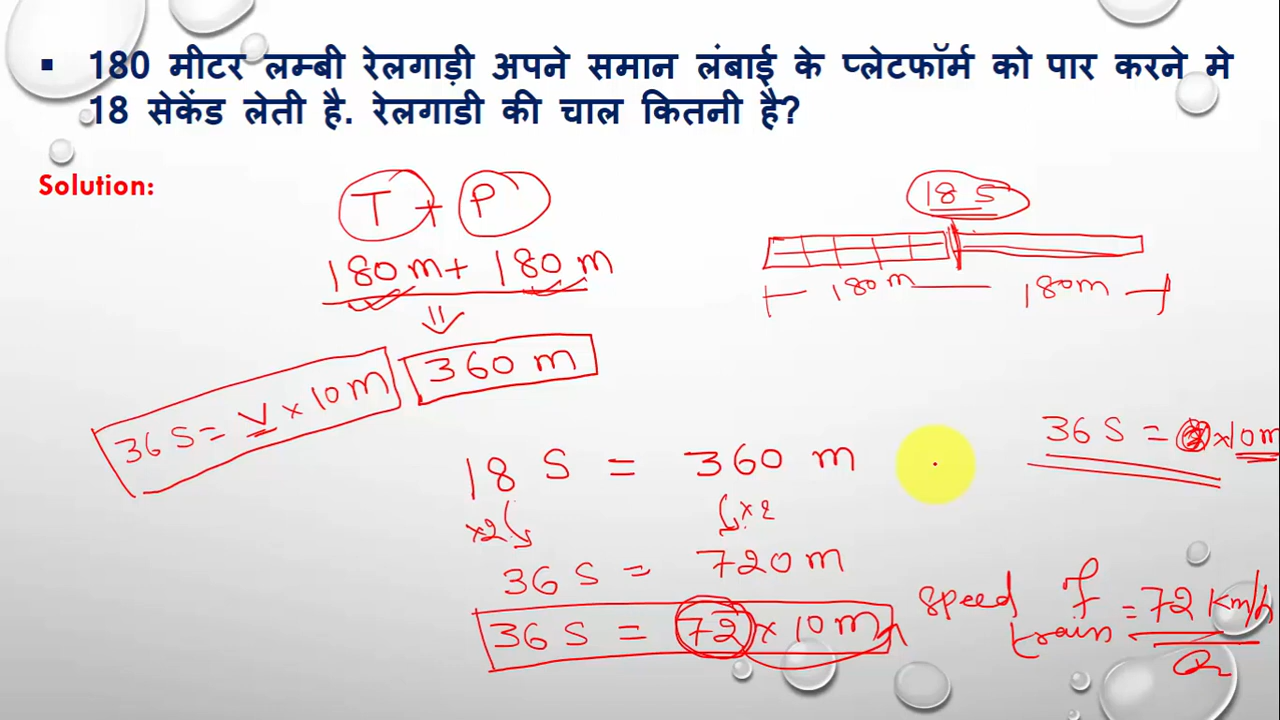 ▪ 180 मीटर लम्बी रेलगाड़ी अपने समान लंबाई के प्लेटफॉर्म को पार करने मे
18 सेकेंड लेती है. रेलगाडी की चाल कितनी है?
Solution:
T + P
180 m + 180 m
⇓
360 m
36 S = V × 10 m
18 S
180 m 180 m
18 S = 360 m
×2 ×2
36 S = 720 m
36 S = 72 × 10 m
36 S = × 10 m
speed of
train = 72 Km/h